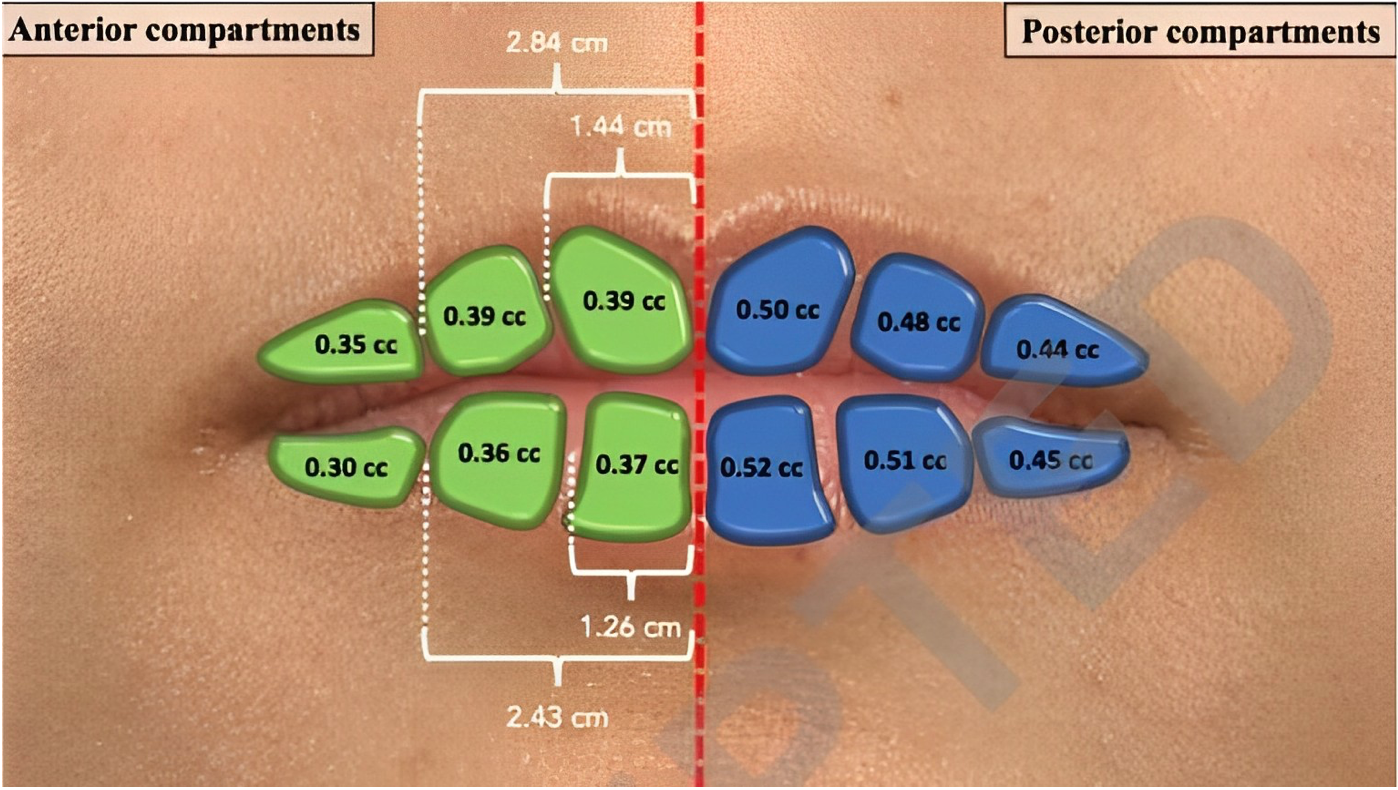 Anterior compartments
Posterior compartments
2.84 cm
1.44 cm
0.35 cc
0.39 cc
0.39 cc
0.50 cc
0.48 cc
0.44 cc
0.30 cc
0.36 cc
0.37 cc
0.52 cc
0.51 cc
0.45 cc
1.26 cm
2.43 cm
PTED